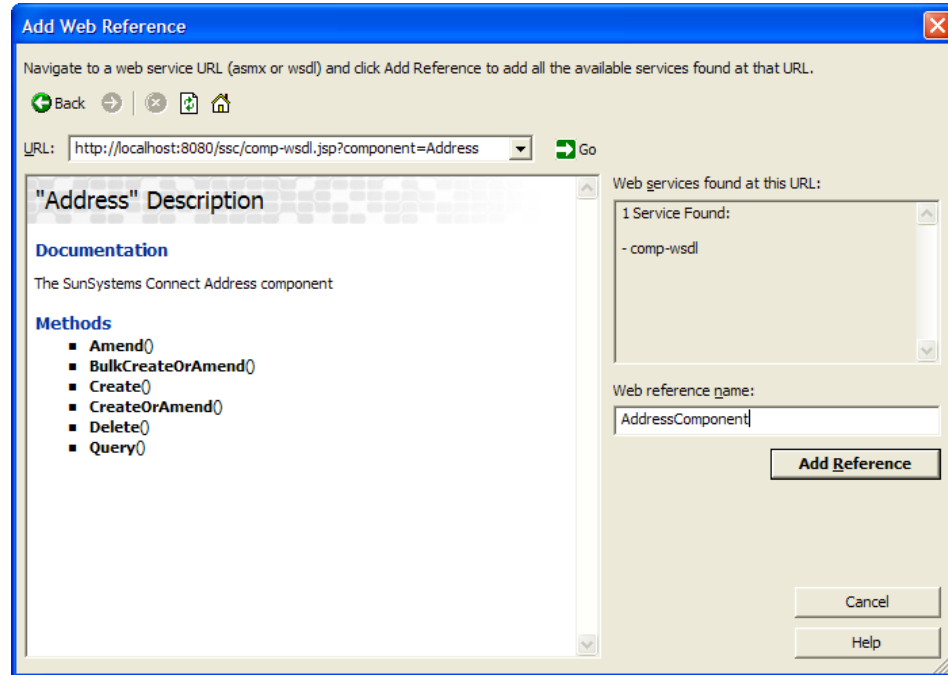 Add Web Reference
Navigate to a web service URL (asmx or wsdl) and click Add Reference to add all the available services found at that URL.
Back
URL: http://localhost:8080/ssc/comp-wsdl.jsp?component=Address Go
"Address" Description
Documentation
The SunSystems Connect Address component
Methods
Amend()
BulkCreateOrAmend()
Create()
CreateOrAmend()
Delete()
Query()
Web services found at this URL:
1 Service Found:
- comp-wsdl
Web reference name:
AddressComponent
Add Reference
Cancel
Help